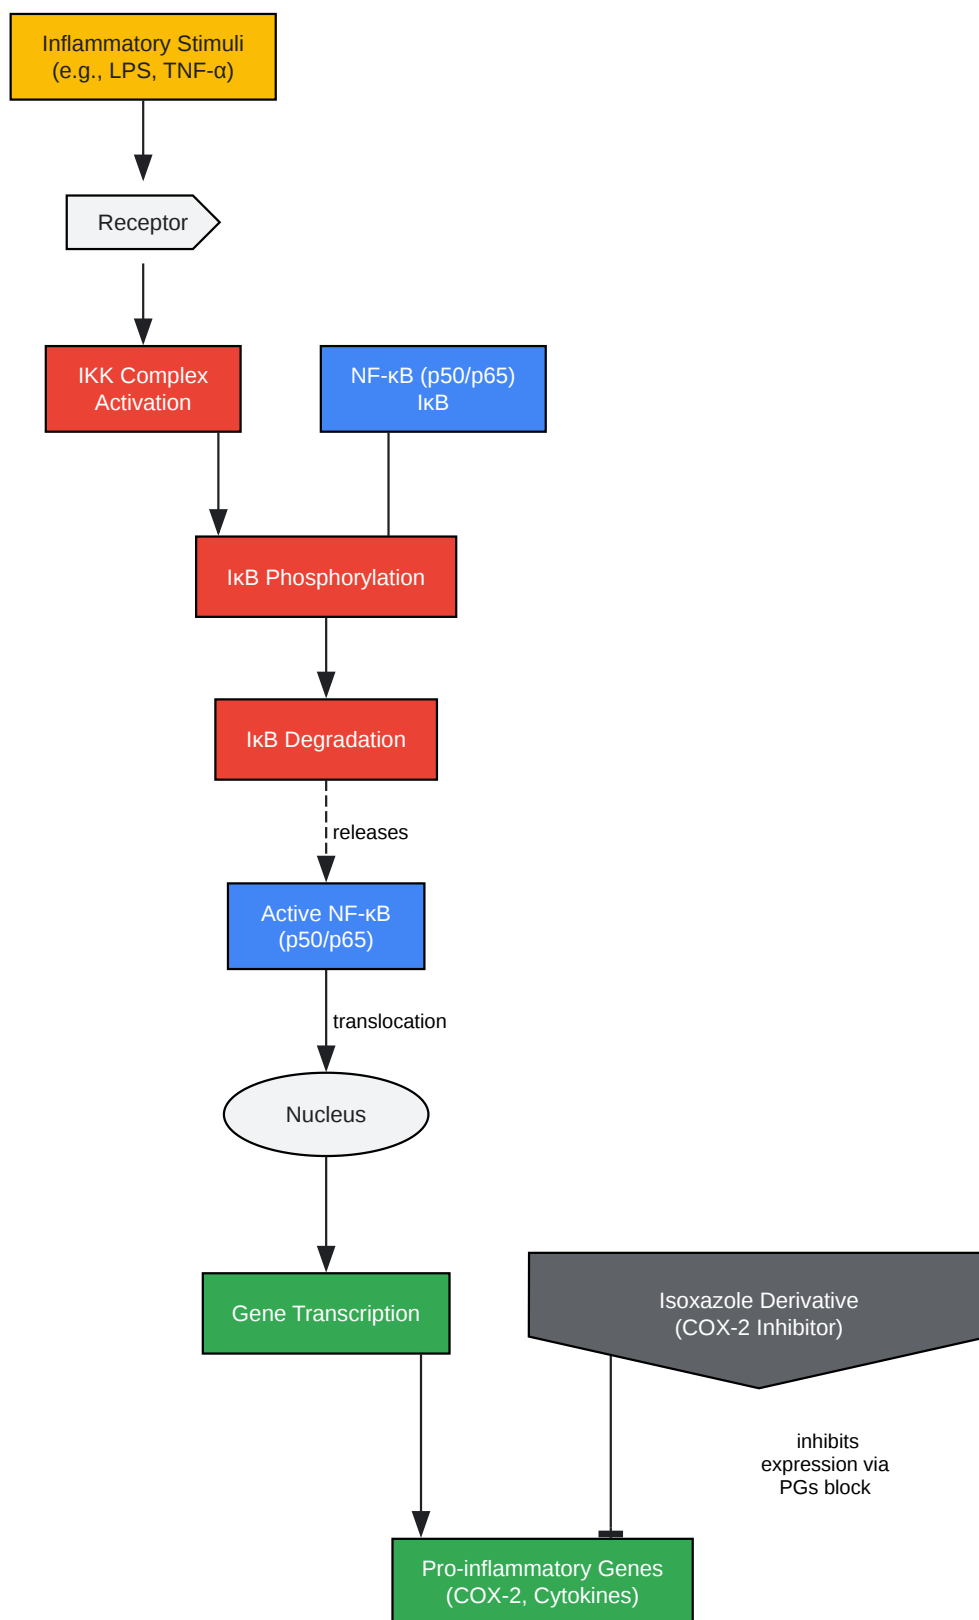 Inflammatory Stimuli
(e.g., LPS, TNF-α)
Receptor
IKK Complex
Activation
NF-κB (p50/p65)
IκB
IκB Phosphorylation
IκB Degradation
releases
Active NF-κB
(p50/p65)
translocation
Nucleus
Gene Transcription
Isoxazole Derivative
(COX-2 Inhibitor)
inhibits
expression via
PGs block
Pro-inflammatory Genes
(COX-2, Cytokines)